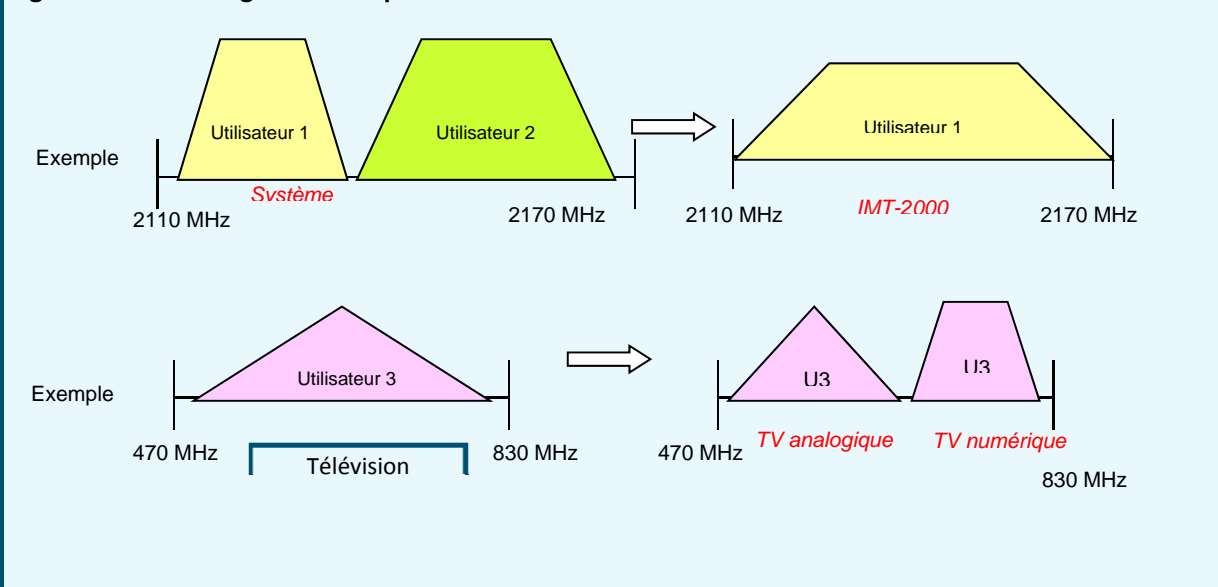 Utilisateur 1
Utilisateur 2
Utilisateur 1
Exemple
Système
IMT-2000
2110 MHz
2170 MHz
2110 MHz
2170 MHz
Utilisateur 3
U3
U3
Exemple
470 MHz
Télévision
830 MHz
470 MHz
TV analogique
TV numérique
830 MHz